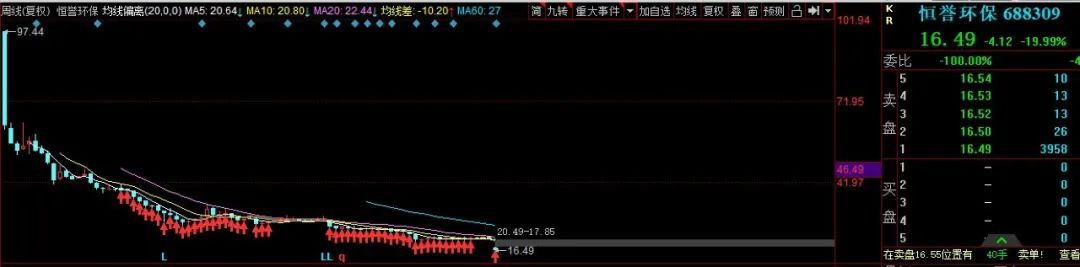 周线(复权) 恒誉环保 均线偏离(20,0,0) MA5: 20.64↓ MA10: 20.80↓ MA20: 22.44↓ 均线差: -10.20↑ MA60: 27
简 九转 重大事件 加自选 均线 复权 叠 窗 预测
97.44
20.49-17.85
16.49
L
LL q
101.94
71.95
46.49
41.97
K R
恒誉环保 688309
16.49 -4.12 -19.99%
委比 -100.00%
卖盘
5 16.54 10
4 16.53 13
3 16.52 13
2 16.50 26
1 16.49 3958
买盘
1 — 0
2 — 0
3 — 0
4 — 0
5 — 0
在卖盘16.55位置有 40手 卖单! 查看